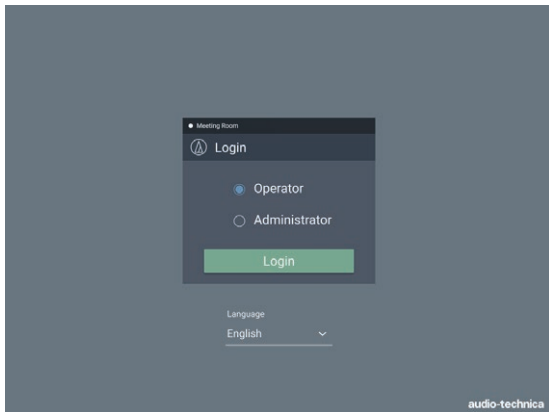 Meeting Room
Login
Operator
Administrator
Login
Language
English
audio-technica